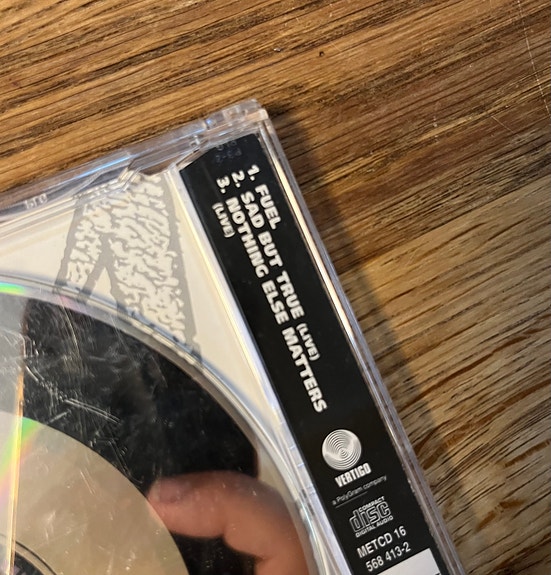 1. FUEL
2. SAD BUT TRUE (LIVE)
3. NOTHING ELSE MATTERS
(LIVE)
VERTIGO
a PolyGram company
COMPACT
disc
DIGITAL AUDIO
METCD 16
568 413-2